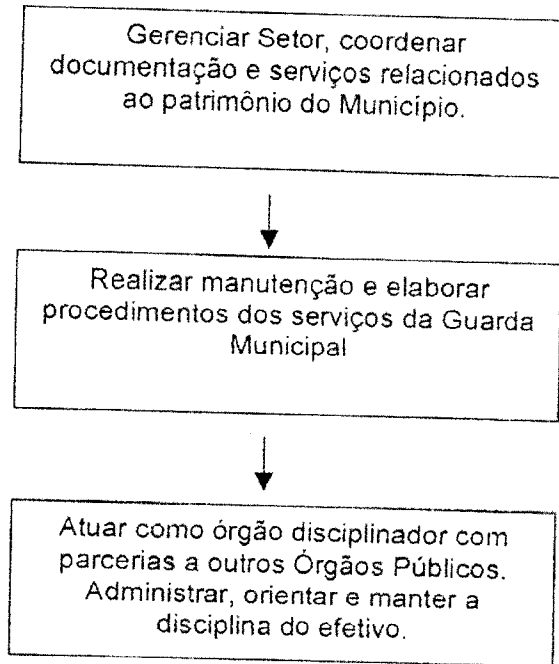 Gerenciar Setor, coordenar
documentação e serviços relacionados
ao patrimônio do Município.
Realizar manutenção e elaborar
procedimentos dos serviços da Guarda
Municipal
Atuar como órgão disciplinador com
parcerias a outros Órgãos Públicos.
Administrar, orientar e manter a
disciplina do efetivo.